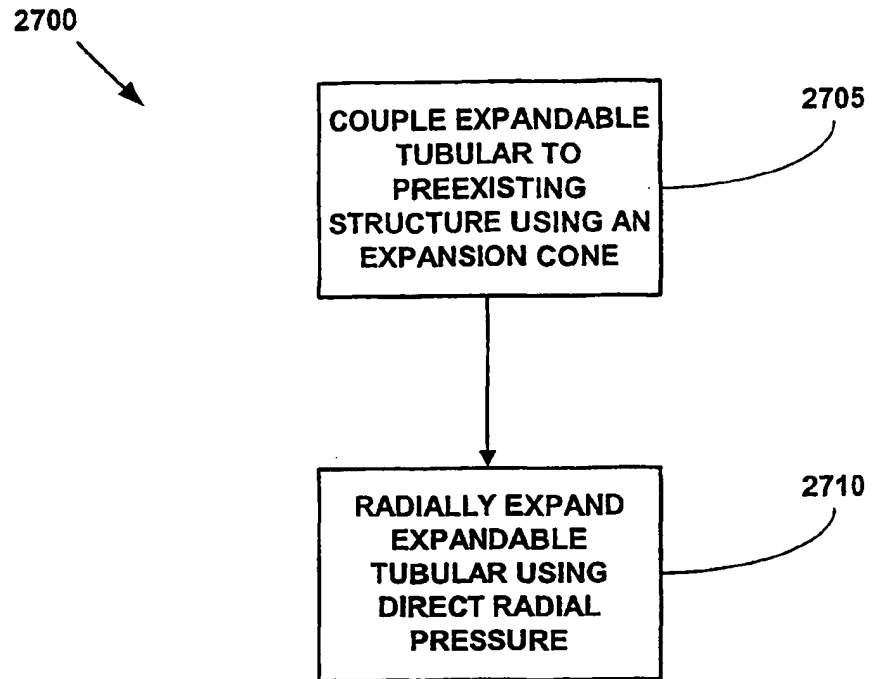 2700
COUPLE EXPANDABLE
TUBULAR TO
PREEXISTING
STRUCTURE USING AN
EXPANSION CONE
2705
RADIALLY EXPAND
EXPANDABLE
TUBULAR USING
DIRECT RADIAL
PRESSURE
2710